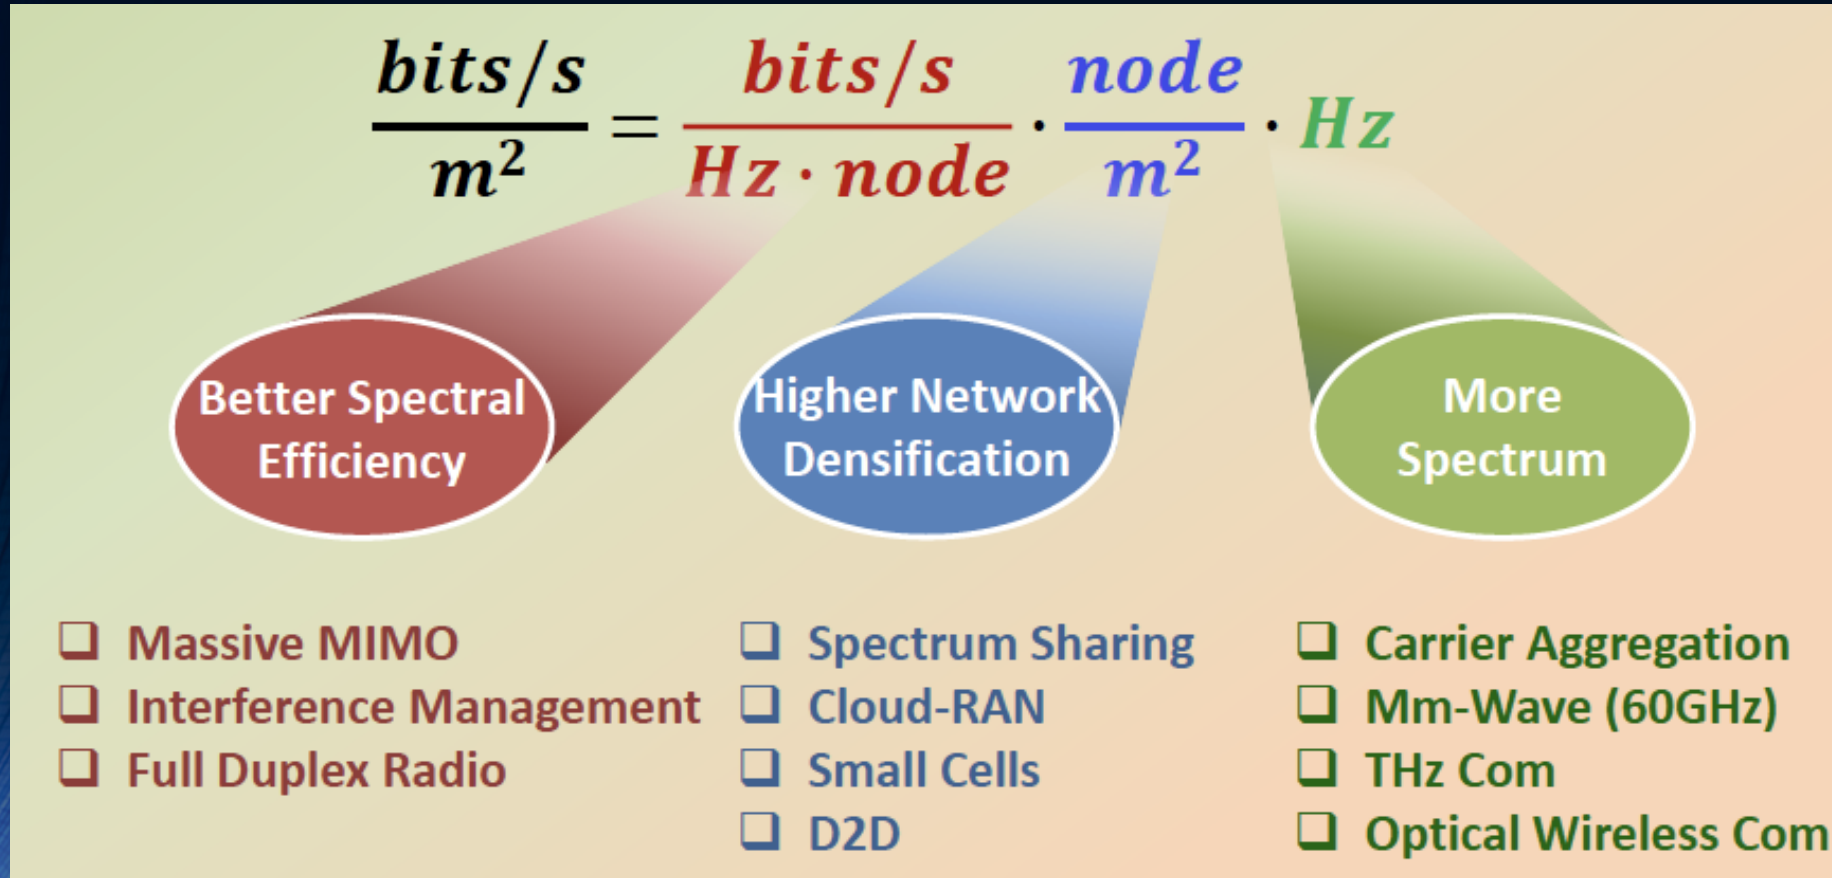 bits/s / m² = bits/s / Hz · node · node / m² · Hz
Better Spectral
Efficiency
Higher Network
Densification
More
Spectrum
❑ Massive MIMO
❑ Interference Management
❑ Full Duplex Radio
❑ Spectrum Sharing
❑ Cloud-RAN
❑ Small Cells
❑ D2D
❑ Carrier Aggregation
❑ Mm-Wave (60GHz)
❑ THz Com
❑ Optical Wireless Com